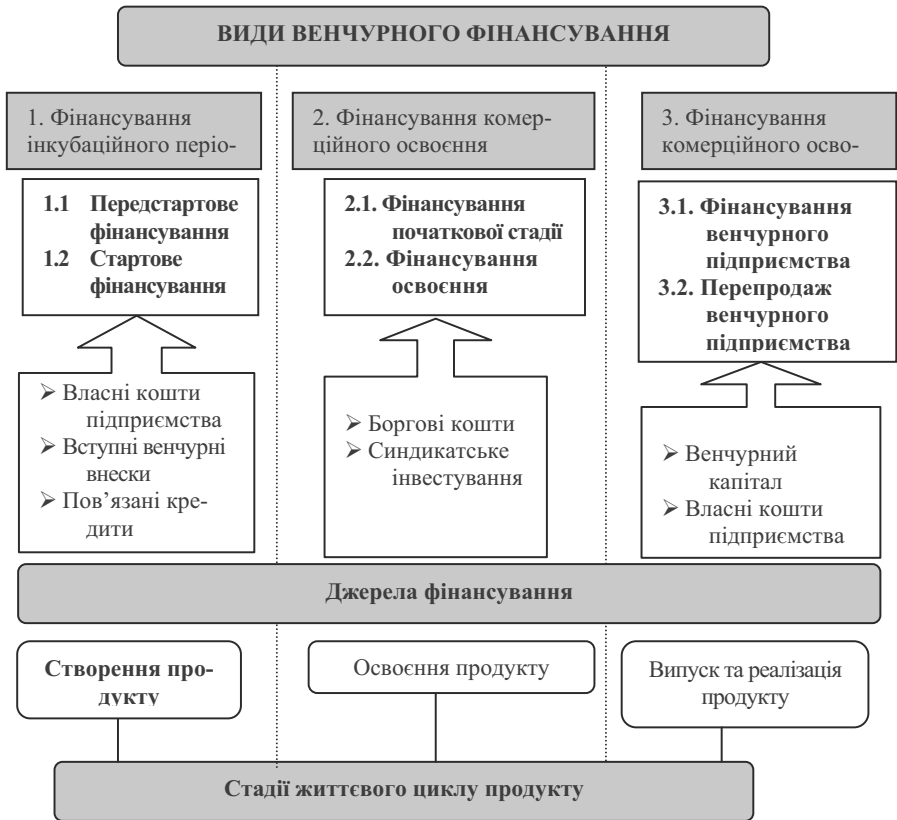 ВИДИ ВЕНЧУРНОГО ФІНАНСУВАННЯ
1. Фінансування
інкубаційного періо-
2. Фінансування комер-
ційного освоєння
3. Фінансування
комерційного осво-
1.1 Передстартове
фінансування
1.2 Стартове
фінансування
2.1. Фінансування
початкової стадії
2.2. Фінансування
освоєння
3.1. Фінансування
венчурного
підприємства
3.2. Перепродаж
венчурного
підприємства
➢ Власні кошти
підприємства
➢ Вступні венчурні
внески
➢ Пов’язані кре-
дити
➢ Боргові кошти
➢ Синдикатське
інвестування
➢ Венчурний
капітал
➢ Власні кошти
підприємства
Джерела фінансування
Створення про-
дукту
Освоєння продукту
Випуск та реалізація
продукту
Стадії життєвого циклу продукту